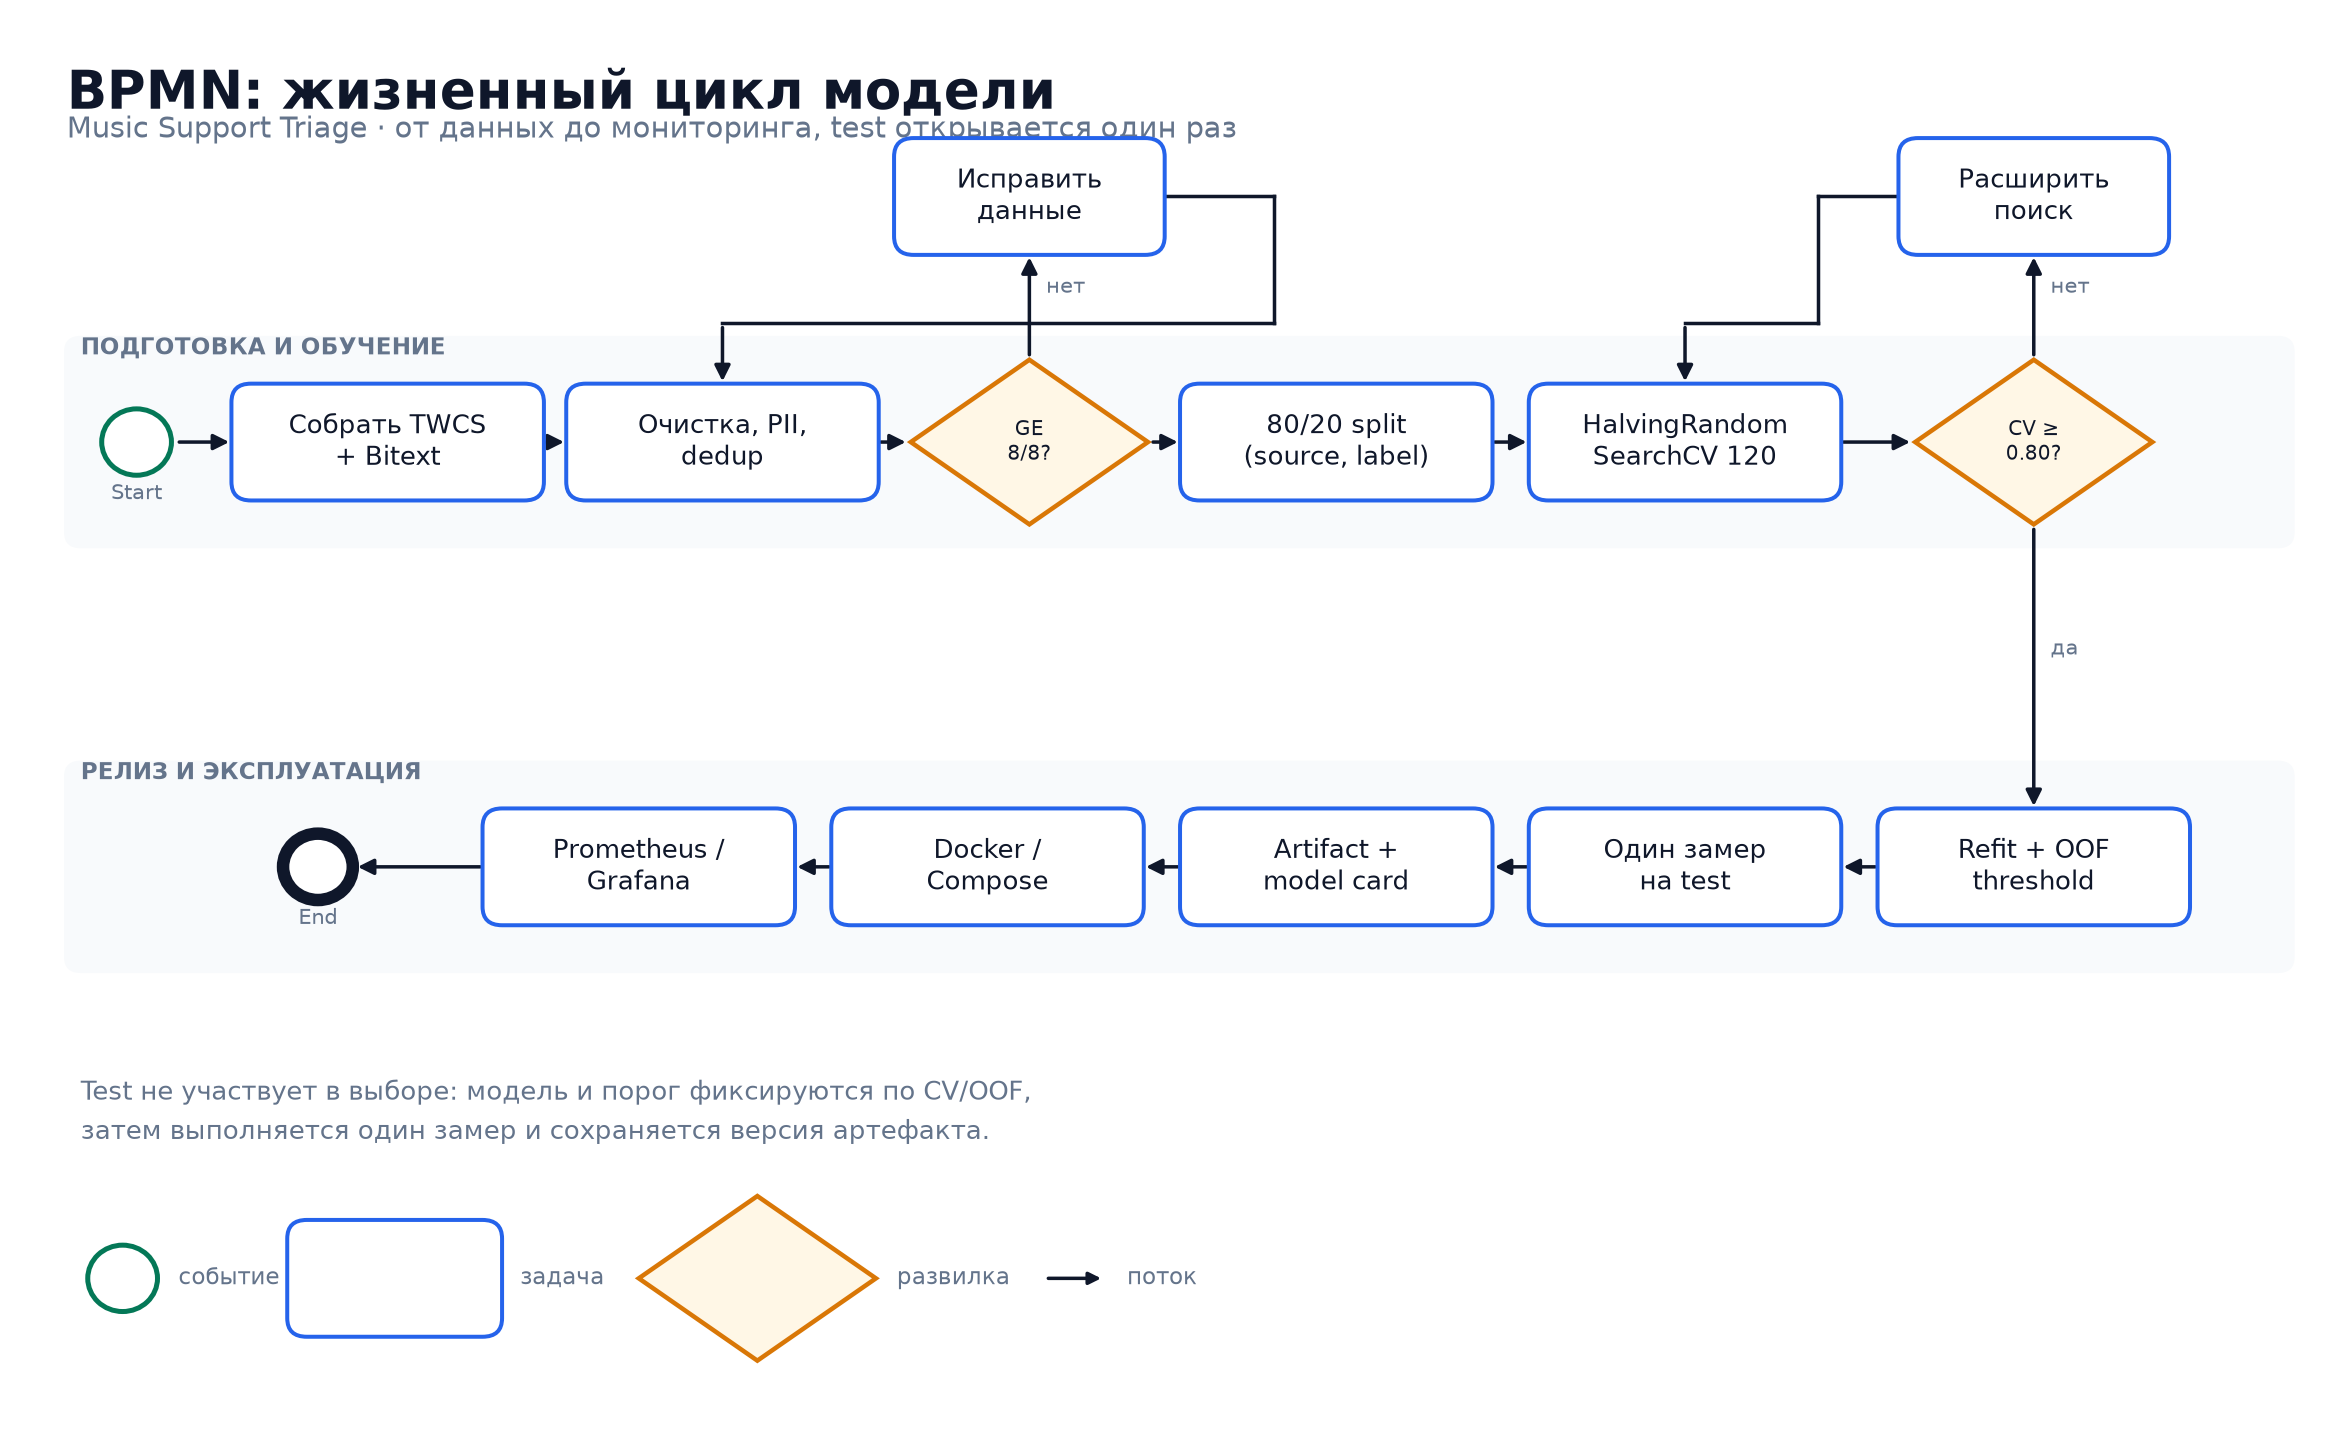 BPMN: жизненный цикл модели
Music Support Triage · от данных до мониторинга, test открывается один раз
Исправить
данные
Расширить
поиск
нет
нет
ПОДГОТОВКА И ОБУЧЕНИЕ
Start
Собрать TWCS
+ Bitext
Очистка, PII,
dedup
GE
8/8?
80/20 split
(source, label)
HalvingRandom
SearchCV 120
CV ≥
0.80?
да
РЕЛИЗ И ЭКСПЛУАТАЦИЯ
End
Prometheus /
Grafana
Docker /
Compose
Artifact +
model card
Один замер
на test
Refit + OOF
threshold
Test не участвует в выборе: модель и порог фиксируются по CV/OOF,
затем выполняется один замер и сохраняется версия артефакта.
событие
задача
развилка
поток